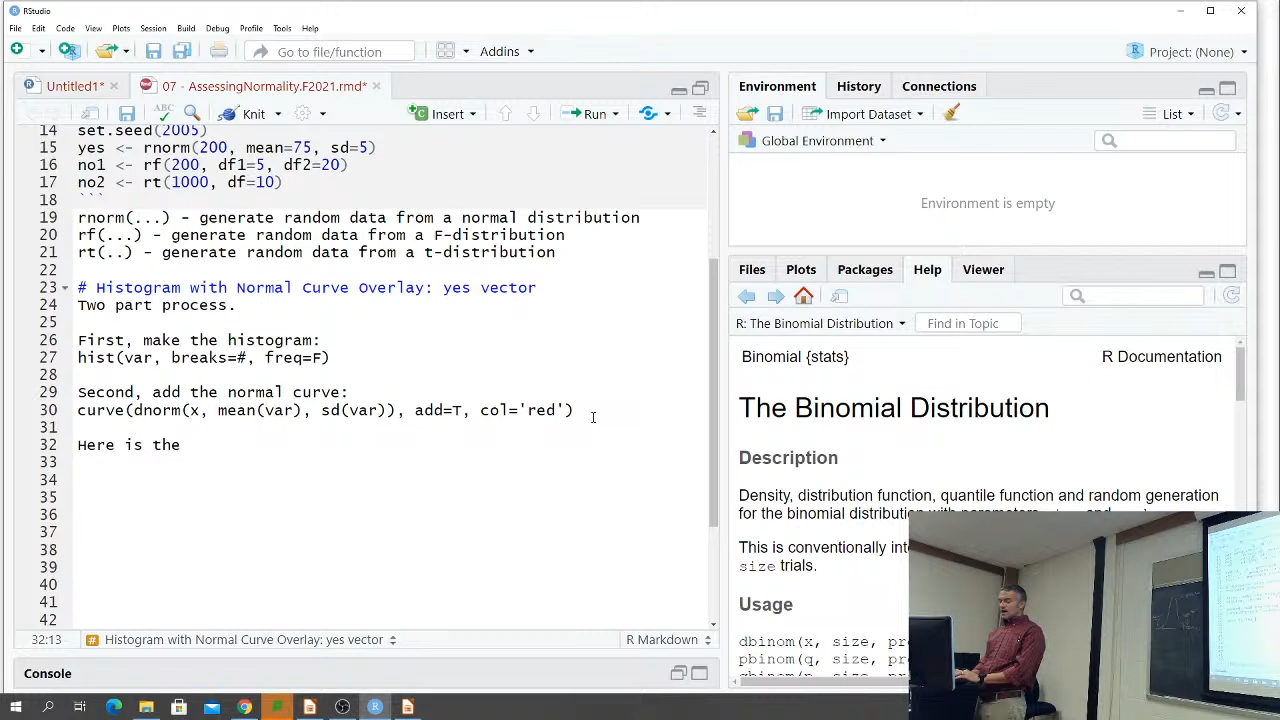 RStudio
File Edit Code View Plots Session Build Debug Profile Tools Help
Go to file/function Addins Project: (None)
Untitled1* 07 - AssessingNormality.F2021.rmd*
ABC Knit Insert Run
14 set.seed(2005)
15 yes <- rnorm(200, mean=75, sd=5)
16 no1 <- rf(200, df1=5, df2=20)
17 no2 <- rt(1000, df=10)
18 ```
19 rnorm(...) - generate random data from a normal distribution
20 rf(...) - generate random data from a F-distribution
21 rt(..) - generate random data from a t-distribution
22
23 # Histogram with Normal Curve Overlay: yes vector
24 Two part process.
25
26 First, make the histogram:
27 hist(var, breaks=#, freq=F)
28
29 Second, add the normal curve:
30 curve(dnorm(x, mean(var), sd(var)), add=T, col='red')
31
32 Here is the
33
34
35
36
37
38
39
40
41
42
32:13 # Histogram with Normal Curve Overlay: yes vector R Markdown
Console
Environment History Connections
Import Dataset List
Global Environment
Environment is empty
Files Plots Packages Help Viewer
R: The Binomial Distribution Find in Topic
Binomial {stats} R Documentation
The Binomial Distribution
Description
Density, distribution function, quantile function and random generation
for the binomial distribution with parameters
This is conventionally
size trials.
Usage
dbinom(x, size,
pbinom(q, size,